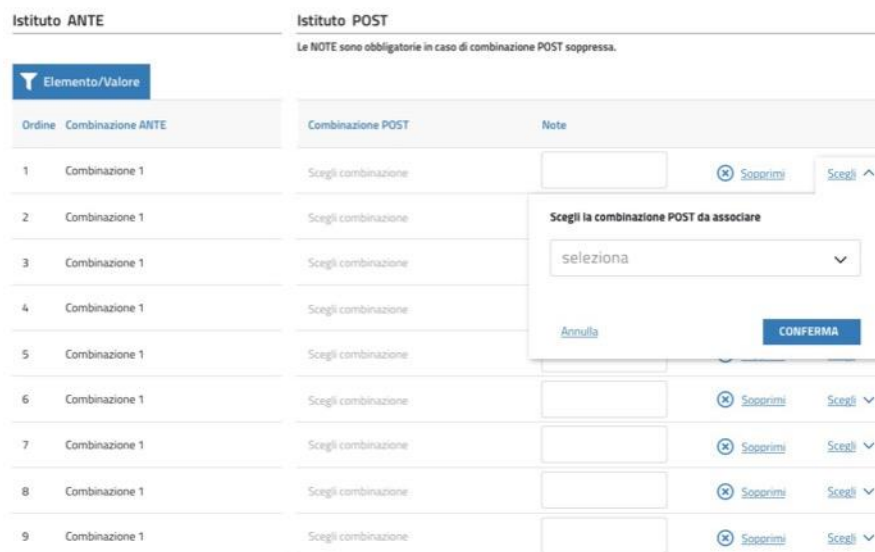 Istituto ANTE Istituto POST
Le NOTE sono obbligatorie in caso di combinazione POST soppressa.
Elemento/Valore
Ordine Combinazione ANTE Combinazione POST Note
1 Combinazione 1 Scegli combinazione Sopprimi Scegli
2 Combinazione 1 Scegli combinazione
Scegli la combinazione POST da associare
3 Combinazione 1 Scegli combinazione
seleziona
4 Combinazione 1 Scegli combinazione
Annulla CONFERMA
5 Combinazione 1 Scegli combinazione
6 Combinazione 1 Scegli combinazione Sopprimi Scegli
7 Combinazione 1 Scegli combinazione Sopprimi Scegli
8 Combinazione 1 Scegli combinazione Sopprimi Scegli
9 Combinazione 1 Scegli combinazione Sopprimi Scegli